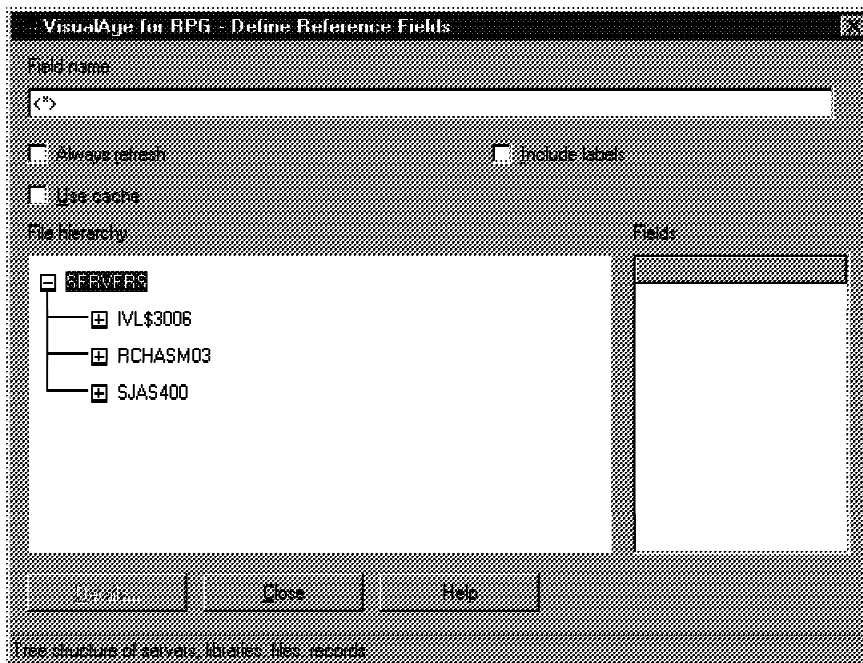 VisualAge for RPG - Define Reference Fields
Field name
<*>
Always refresh
Include labels
Use cache
File hierarchy
Fields
SERVERS
IVL$3006
RCHASM03
SJAS400
Close
Help
Tree structure of servers, libraries, files, records